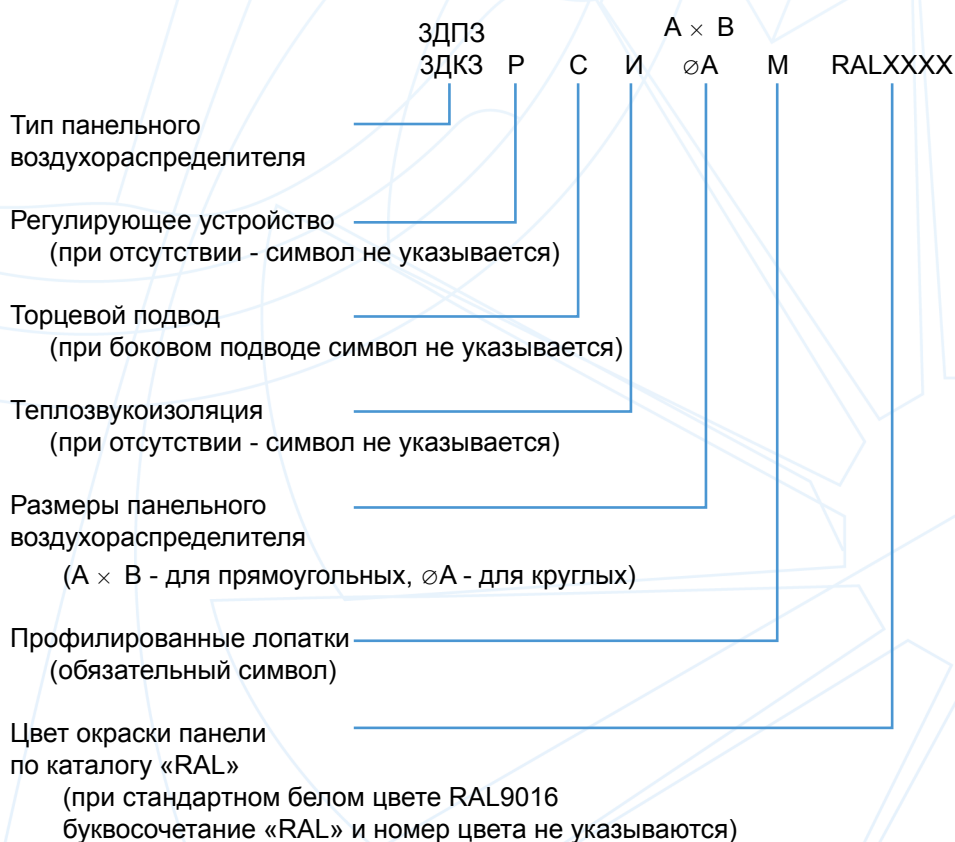 3ДПЗ А × В
3ДКЗ Р С И ⌀А М RALXXXX
Тип панельного
воздухораспределителя
Регулирующее устройство
(при отсутствии - символ не указывается)
Торцевой подвод
(при боковом подводе символ не указывается)
Теплозвукоизоляция
(при отсутствии - символ не указывается)
Размеры панельного
воздухораспределителя
(А × В - для прямоугольных, ⌀А - для круглых)
Профилированные лопатки
(обязательный символ)
Цвет окраски панели
по каталогу «RAL»
(при стандартном белом цвете RAL9016
буквосочетание «RAL» и номер цвета не указываются)